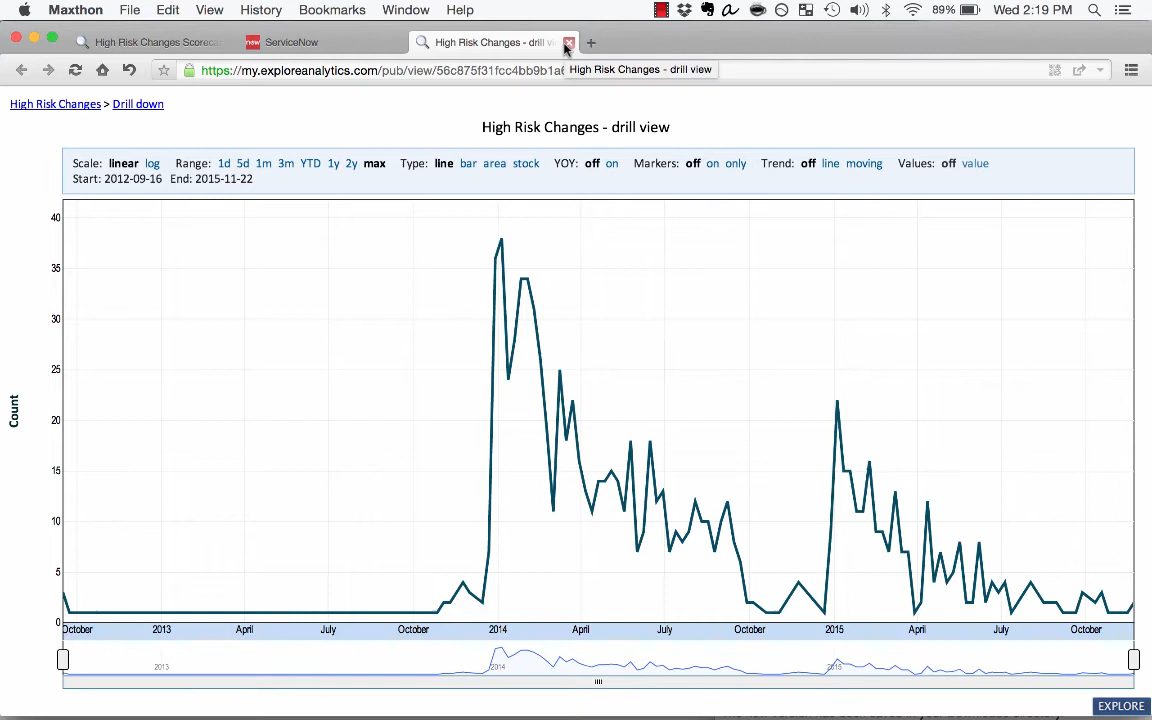 Maxthon File Edit View History Bookmarks Window Help 89% Wed 2:19 PM
High Risk Changes Scorecar
now ServiceNow
High Risk Changes - drill vi
https://my.exploreanalytics.com/pub/view/56c875f31fcc4bb9b1a
High Risk Changes - drill view
High Risk Changes > Drill down
High Risk Changes - drill view
Scale: linear log Range: 1d 5d 1m 3m YTD 1y 2y max Type: line bar area stock YOY: off on Markers: off on only Trend: off line moving Values: off value
Start: 2012-09-16 End: 2015-11-22
Count
40
35
30
25
20
15
10
5
0
October 2013 April July October 2014 April July October 2015 April July October
2013 2014 2015
EXPLORE